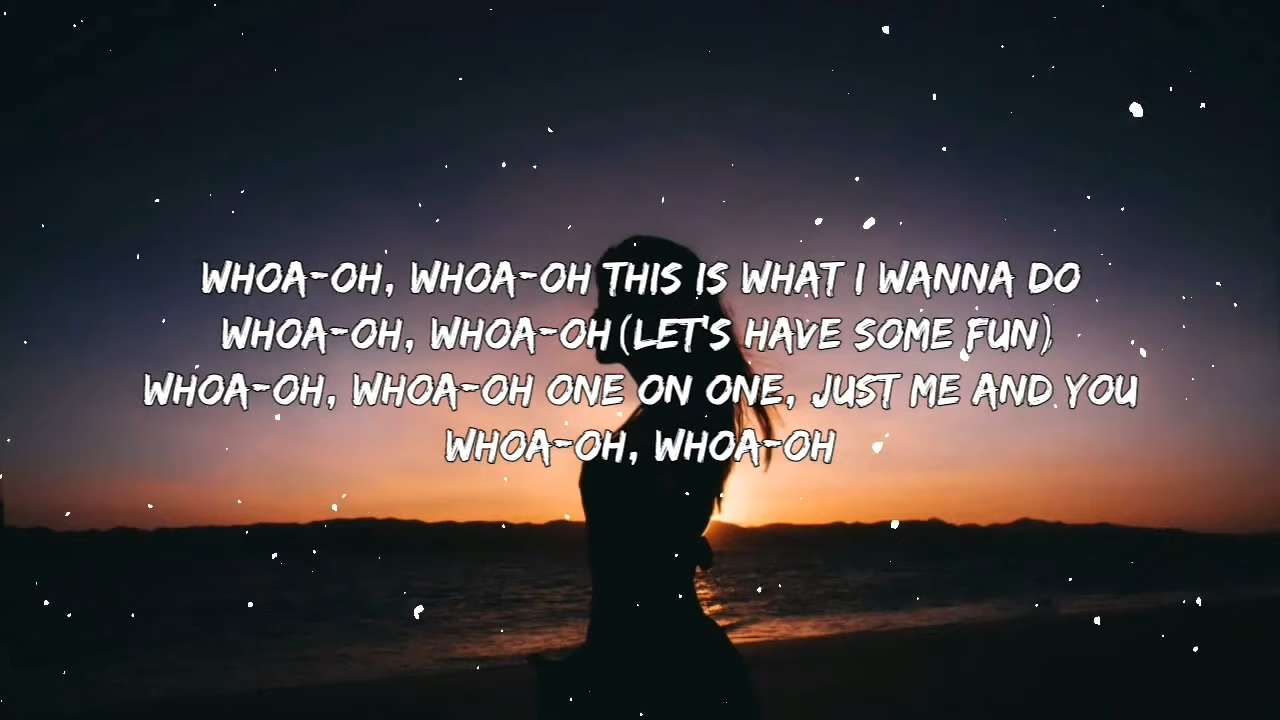 WHOA-OH, WHOA-OH THIS IS WHAT I WANNA DO
WHOA-OH, WHOA-OH (LET'S HAVE SOME FUN)
WHOA-OH, WHOA-OH ONE ON ONE, JUST ME AND YOU
WHOA-OH, WHOA-OH